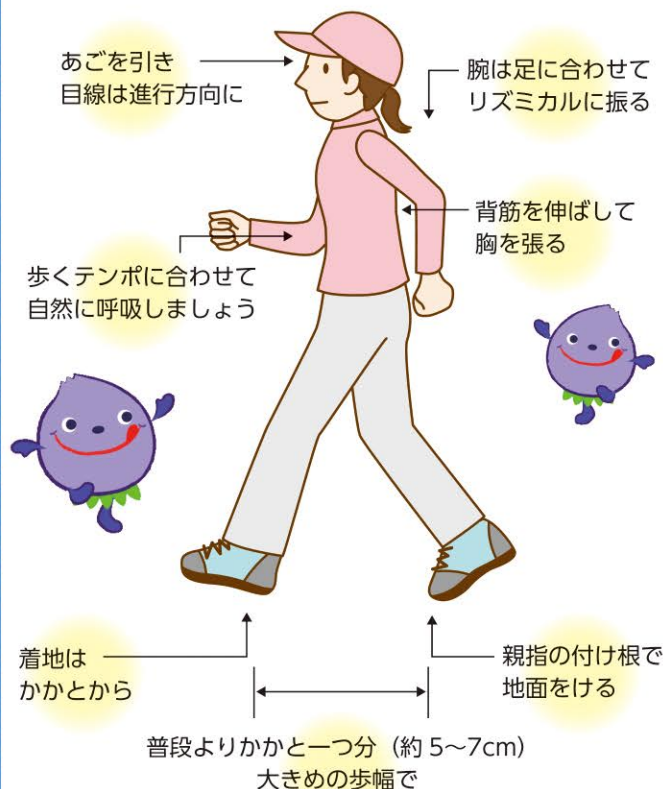 あごを引き
目線は進行方向に
腕は足に合わせて
リズミカルに振る
背筋を伸ばして
胸を張る
歩くテンポに合わせて
自然に呼吸しましょう
着地は
かかとから
親指の付け根で
地面をける
普段よりかかと一つ分（約 5～7cm）
大きめの歩幅で